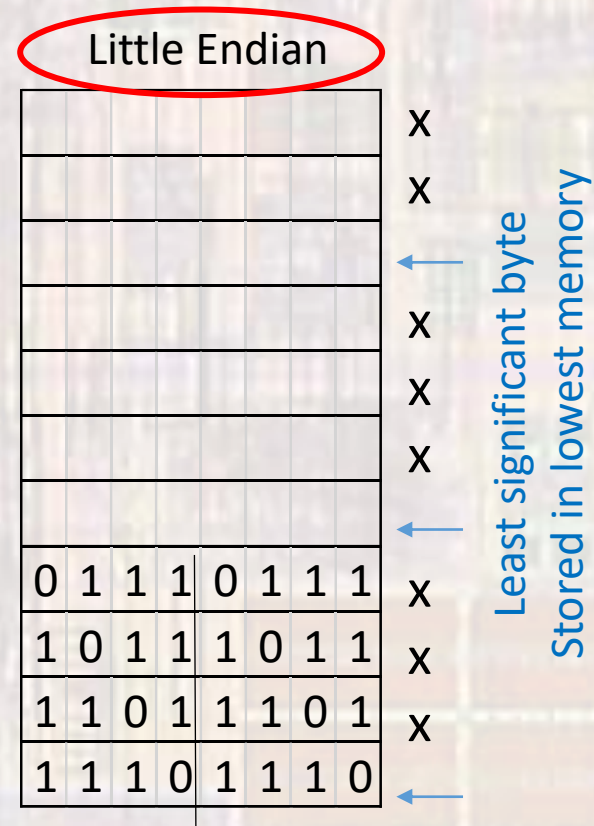 Little Endian
x
x
x
x
x
0 1 1 1 0 1 1 1 x
1 0 1 1 1 0 1 1 x
1 1 0 1 1 1 0 1 x
1 1 1 0 1 1 1 0
Least significant byte
Stored in lowest memory